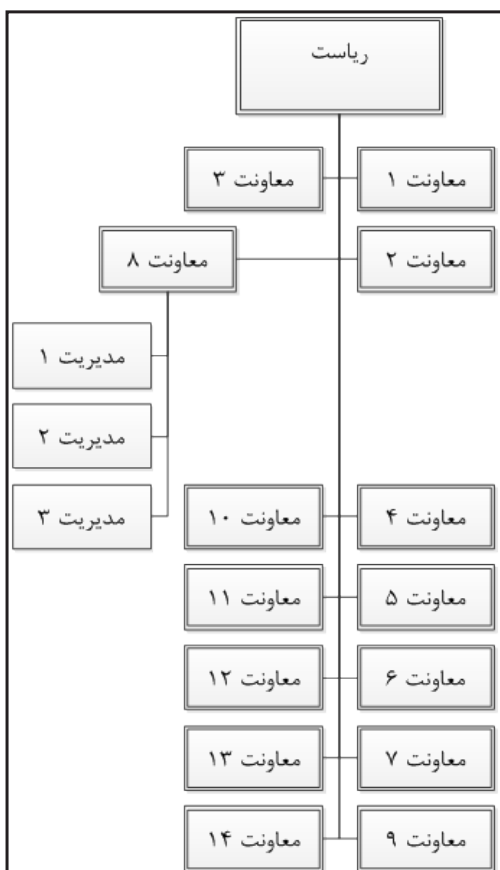 ریاست
معاونت ۱
معاونت ۳
معاونت ۲
معاونت ۸
مدیریت ۱
مدیریت ۲
مدیریت ۳
معاونت ۴
معاونت ۱۰
معاونت ۵
معاونت ۱۱
معاونت ۶
معاونت ۱۲
معاونت ۷
معاونت ۱۳
معاونت ۹
معاونت ۱۴